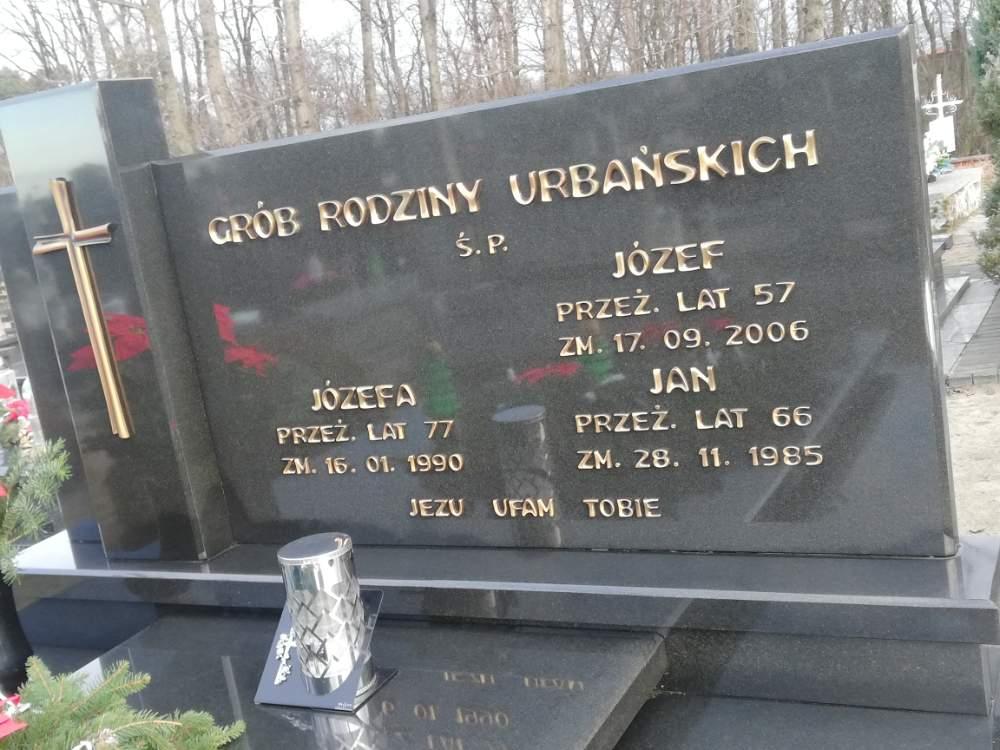 GRÓB RODZINY URBAŃSKICH
Ś. P.
JÓZEF
PRZEŻ. LAT 57
ZM. 17. 09. 2006
JÓZEFA
PRZEŻ. LAT 77
ZM. 16. 01. 1990
JAN
PRZEŻ. LAT 66
ZM. 28. 11. 1985
JEZU UFAM TOBIE